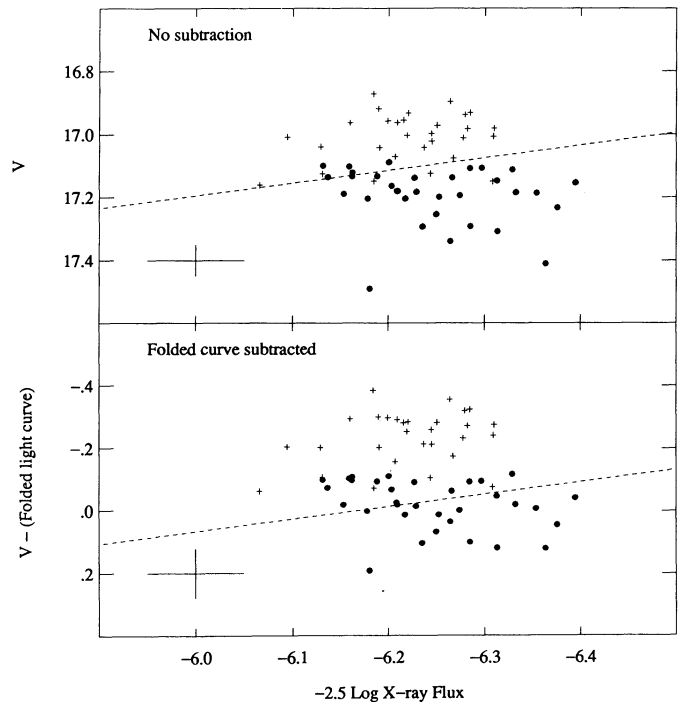 No subtraction
16.8
17.0
17.2
17.4
V
Folded curve subtracted
-.4
-.2
.0
.2
V − (Folded light curve)
−6.0 −6.1 −6.2 −6.3 −6.4
−2.5 Log X−ray Flux